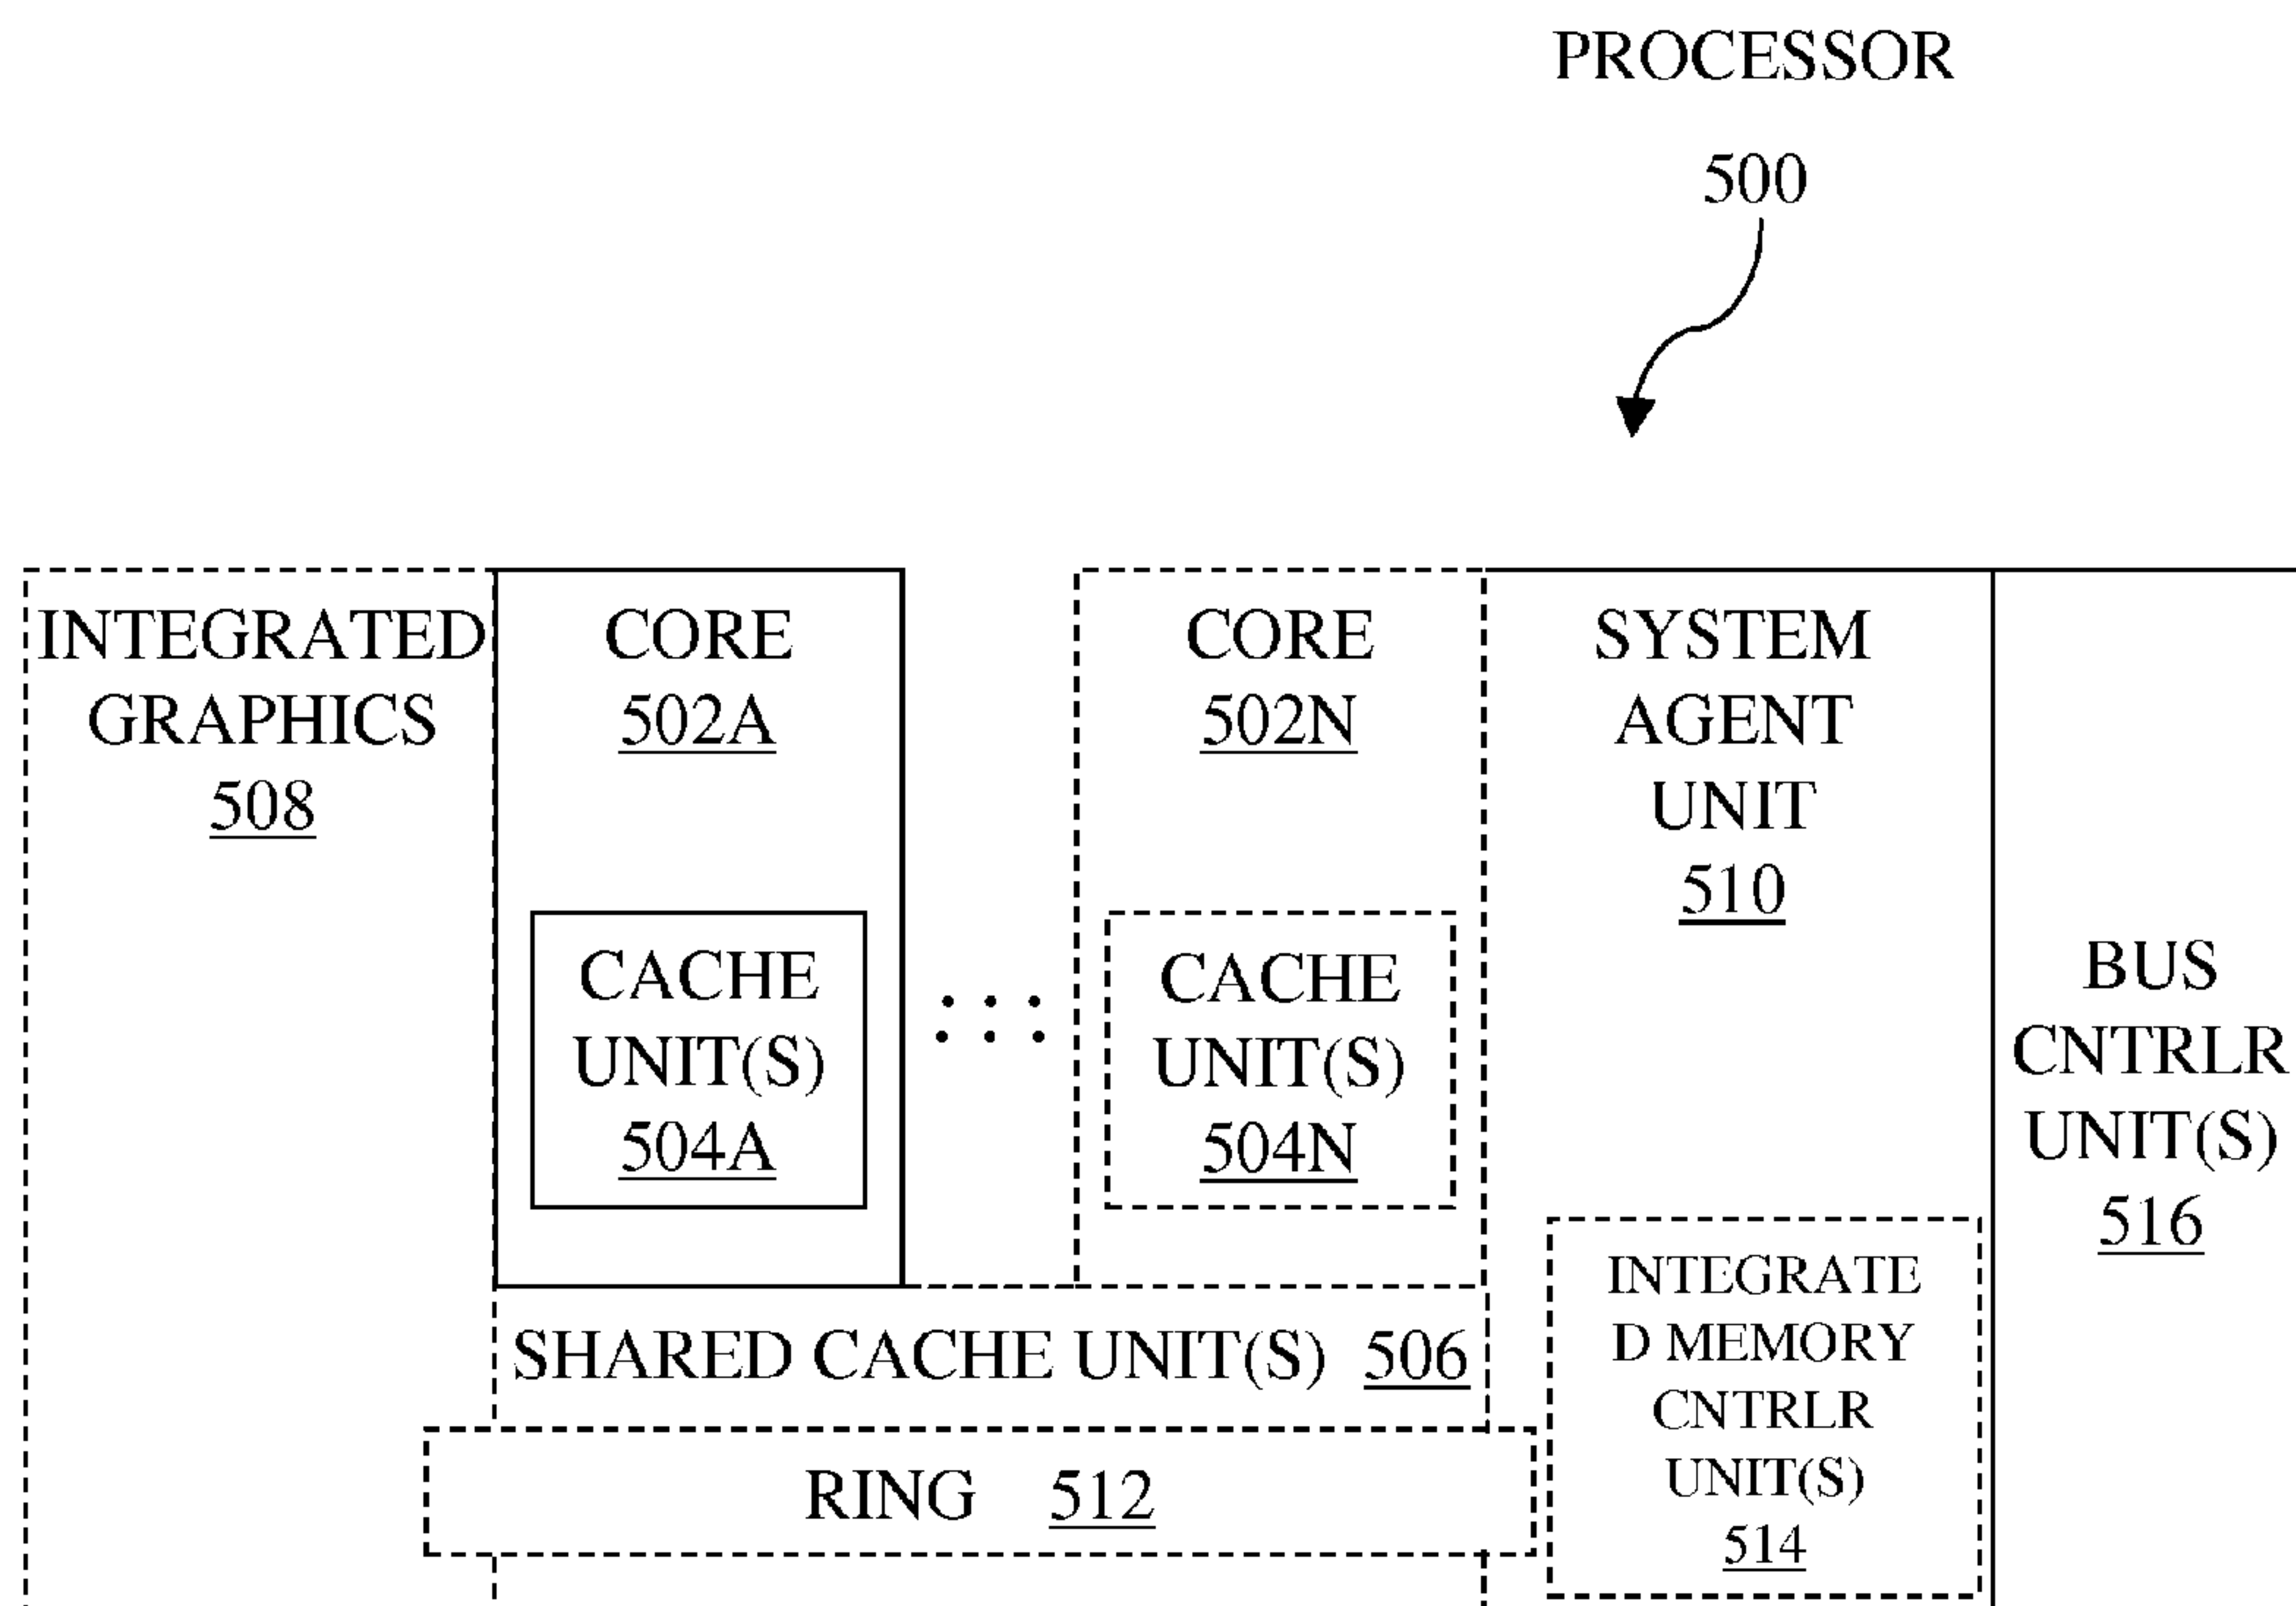 PROCESSOR
500
INTEGRATED
GRAPHICS
508
CORE
502A
CACHE
UNIT(S)
504A
CORE
502N
CACHE
UNIT(S)
504N
SYSTEM
AGENT
UNIT
510
INTEGRATE
D MEMORY
CNTRLR
UNIT(S)
514
BUS
CNTRLR
UNIT(S)
516
SHARED CACHE UNIT(S) 506
RING 512